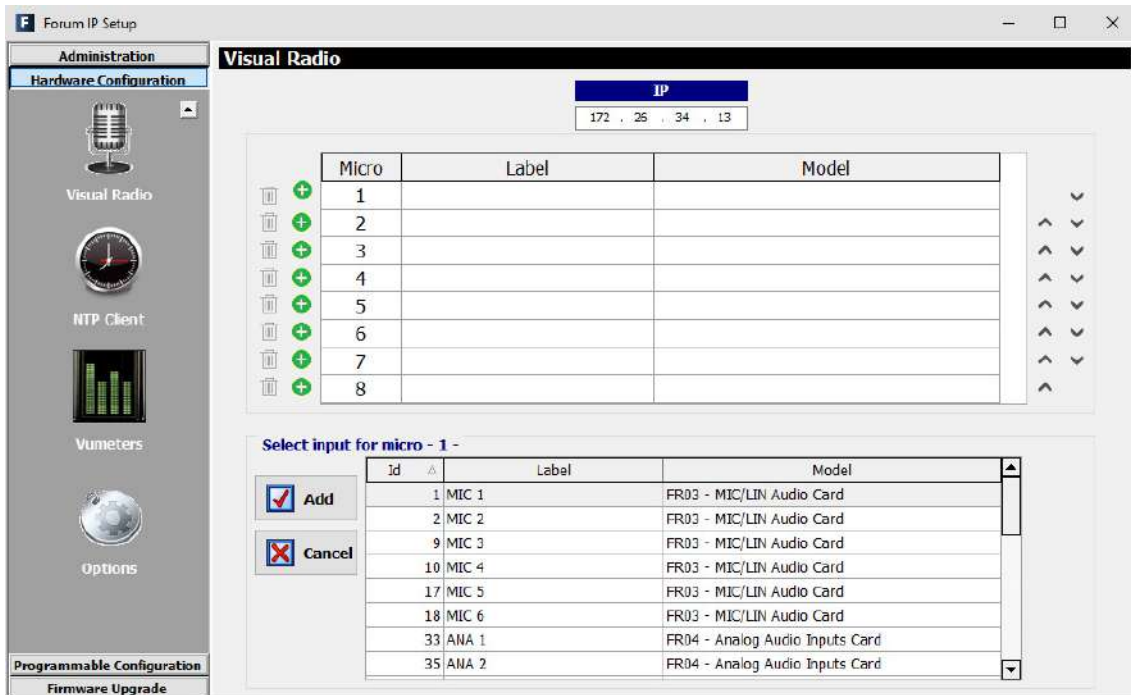 Forum IP Setup
Administration
Hardware Configuration
Visual Radio
NTP Client
Vumeters
Options
Programmable Configuration
Firmware Upgrade
Visual Radio
IP
172 . 26 . 34 . 13
Micro Label Model
1
2
3
4
5
6
7
8
Select input for micro - 1 -
Add
Cancel
Id Label Model
1 MIC 1 FR03 - MIC/LIN Audio Card
2 MIC 2 FR03 - MIC/LIN Audio Card
9 MIC 3 FR03 - MIC/LIN Audio Card
10 MIC 4 FR03 - MIC/LIN Audio Card
17 MIC 5 FR03 - MIC/LIN Audio Card
18 MIC 6 FR03 - MIC/LIN Audio Card
33 ANA 1 FR04 - Analog Audio Inputs Card
35 ANA 2 FR04 - Analog Audio Inputs Card